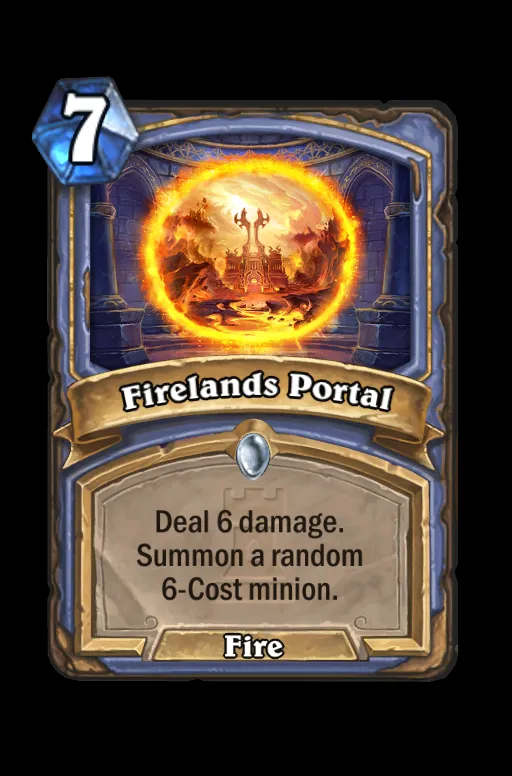 7
Firelands Portal
Deal 6 damage.
Summon a random
6-Cost minion.
Fire